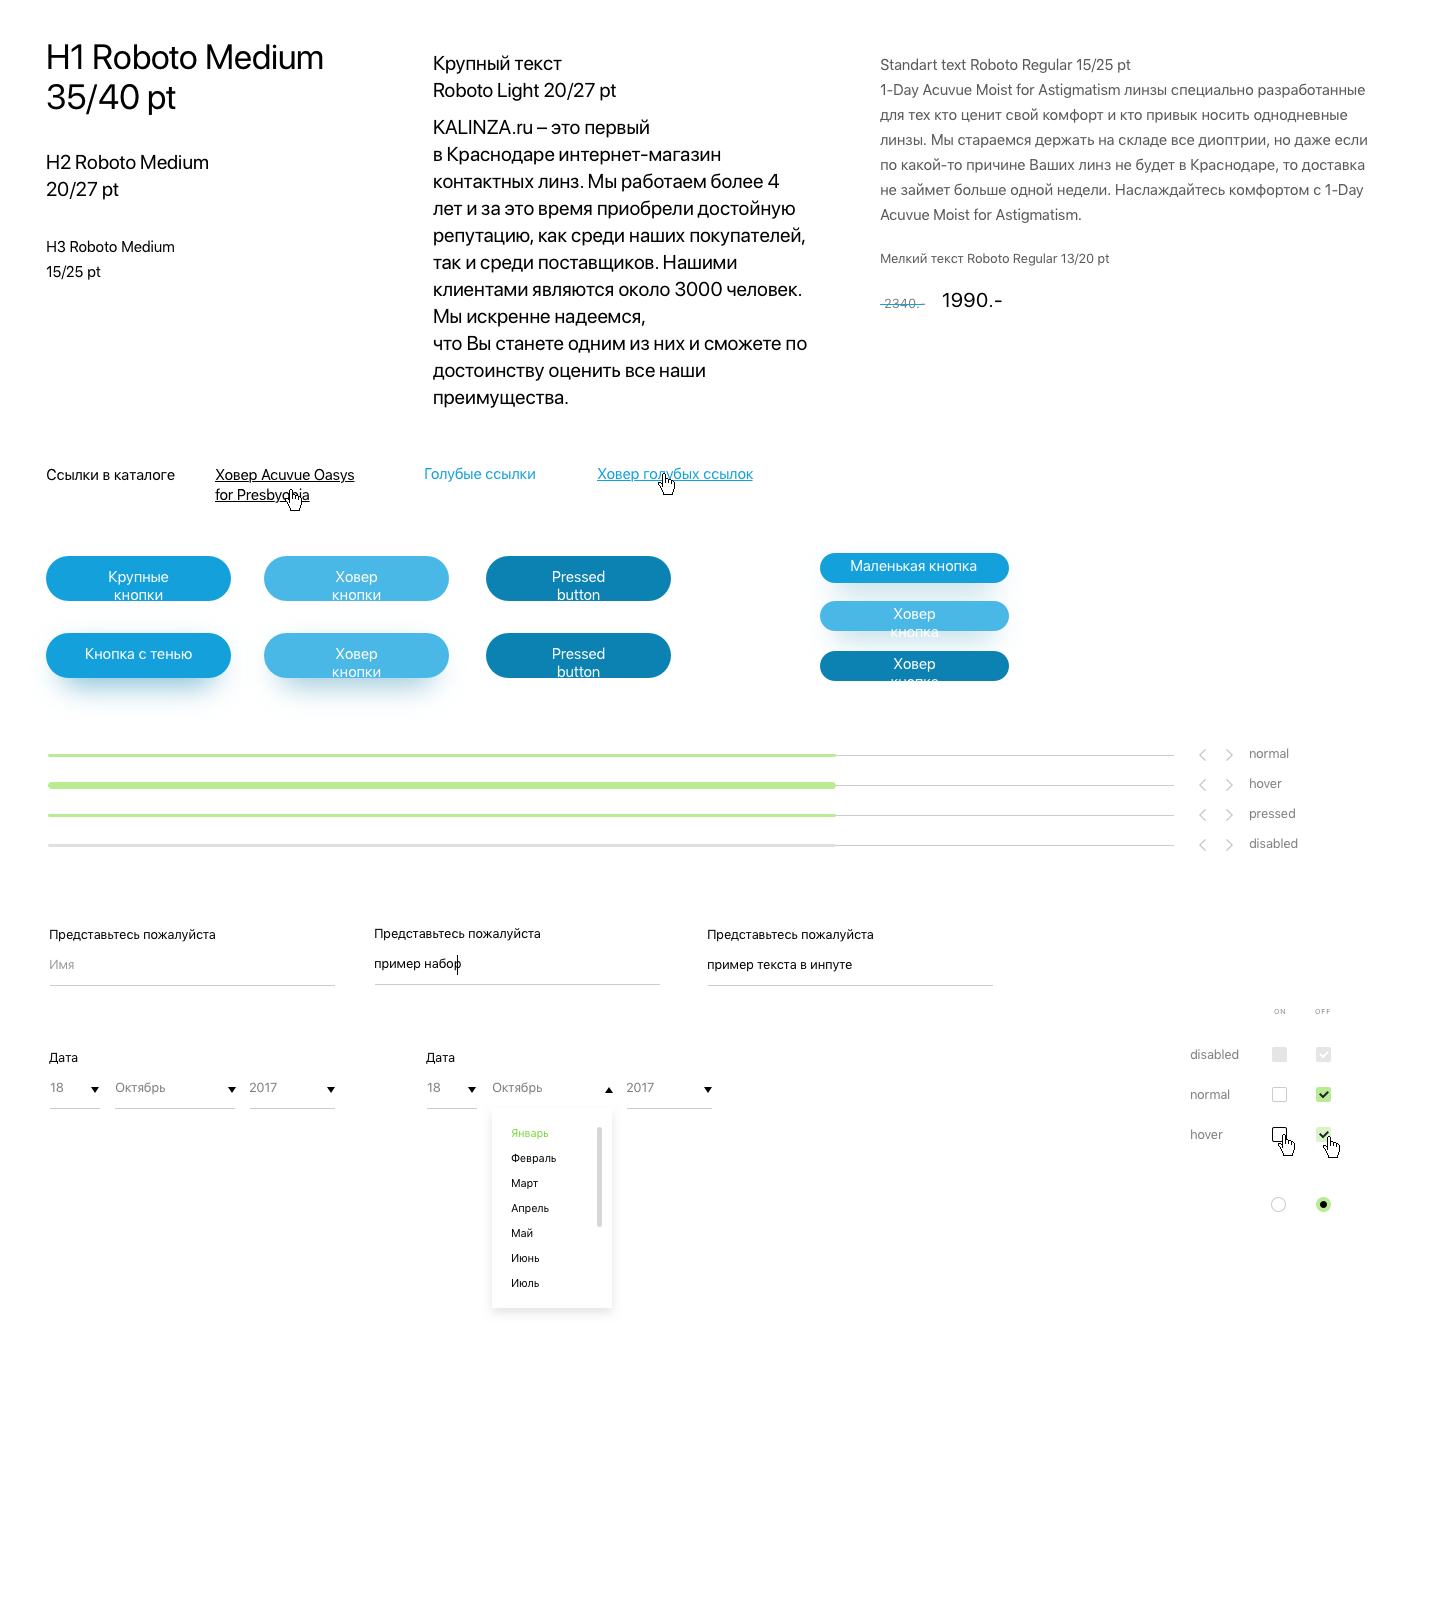 H1 Roboto Medium
35/40 pt
H2 Roboto Medium
20/27 pt
H3 Roboto Medium
15/25 pt
Крупный текст
Roboto Light 20/27 pt
KALINZA.ru – это первый
в Краснодаре интернет-магазин
контактных линз. Мы работаем более 4
лет и за это время приобрели достойную
репутацию, как среди наших покупателей,
так и среди поставщиков. Нашими
клиентами являются около 3000 человек.
Мы искренне надеемся,
что Вы станете одним из них и сможете по
достоинству оценить все наши
преимущества.
Standart text Roboto Regular 15/25 pt
1-Day Acuvue Moist for Astigmatism линзы специально разработанные
для тех кто ценит свой комфорт и кто привык носить однодневные
линзы. Мы стараемся держать на складе все диоптрии, но даже если
по какой-то причине Ваших линз не будет в Краснодаре, то доставка
не займет больше одной недели. Наслаждайтесь комфортом с 1-Day
Acuvue Moist for Astigmatism.
Мелкий текст Roboto Regular 13/20 pt
2340.- 1990.-
Ссылки в каталоге
Ховер Acuvue Oasys
for Presbyopia
Голубые ссылки
Ховер голубых ссылок
Крупные
кнопки
Ховер
кнопки
Pressed
button
Маленькая кнопка
Ховер
кнопка
Ховер
кнопка
Кнопка с тенью
Ховер
кнопки
Pressed
button
normal
hover
pressed
disabled
Представьтесь пожалуйста
Имя
Представьтесь пожалуйста
пример набор
Представьтесь пожалуйста
пример текста в инпуте
Дата
18 Октябрь 2017
Дата
18 Октябрь 2017
Январь
Февраль
Март
Апрель
Май
Июнь
Июль
ON OFF
disabled
normal
hover